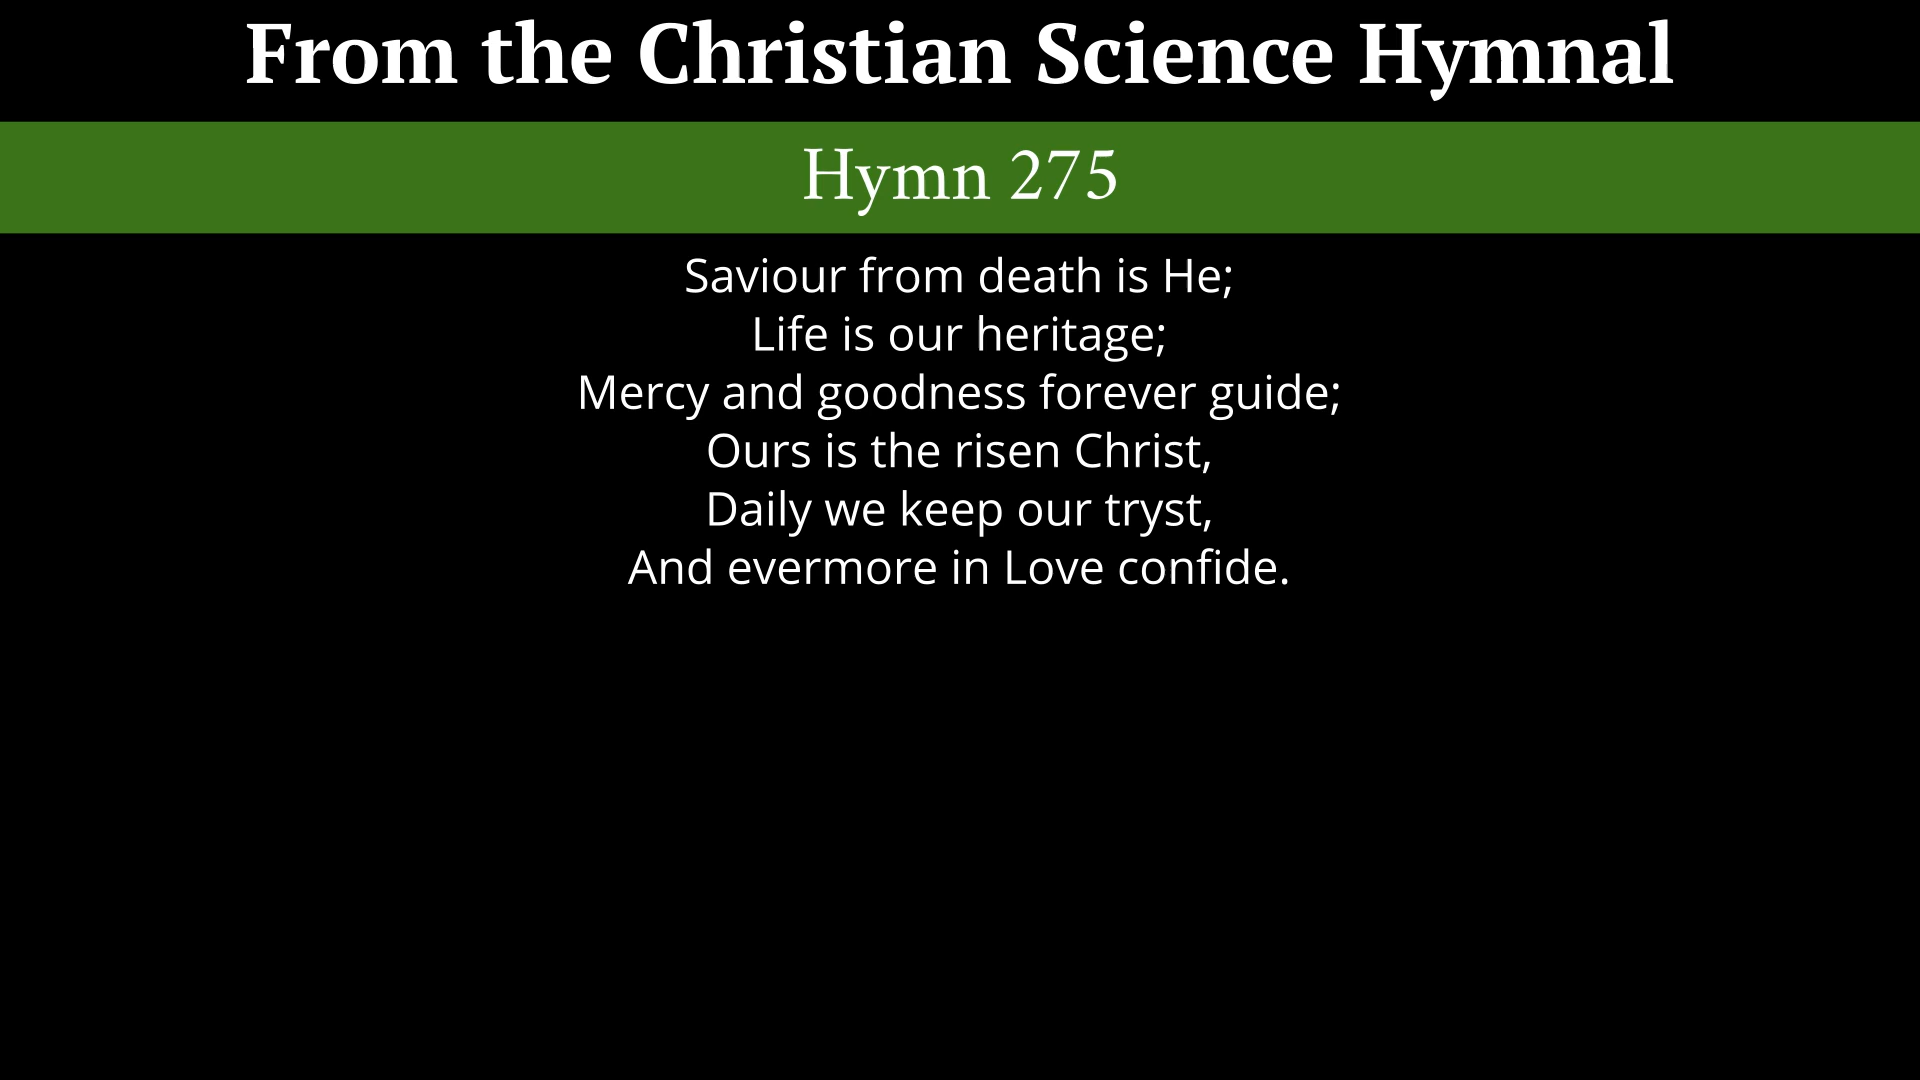 From the Christian Science Hymnal
Hymn 275
Saviour from death is He;
Life is our heritage;
Mercy and goodness forever guide;
Ours is the risen Christ,
Daily we keep our tryst,
And evermore in Love confide.